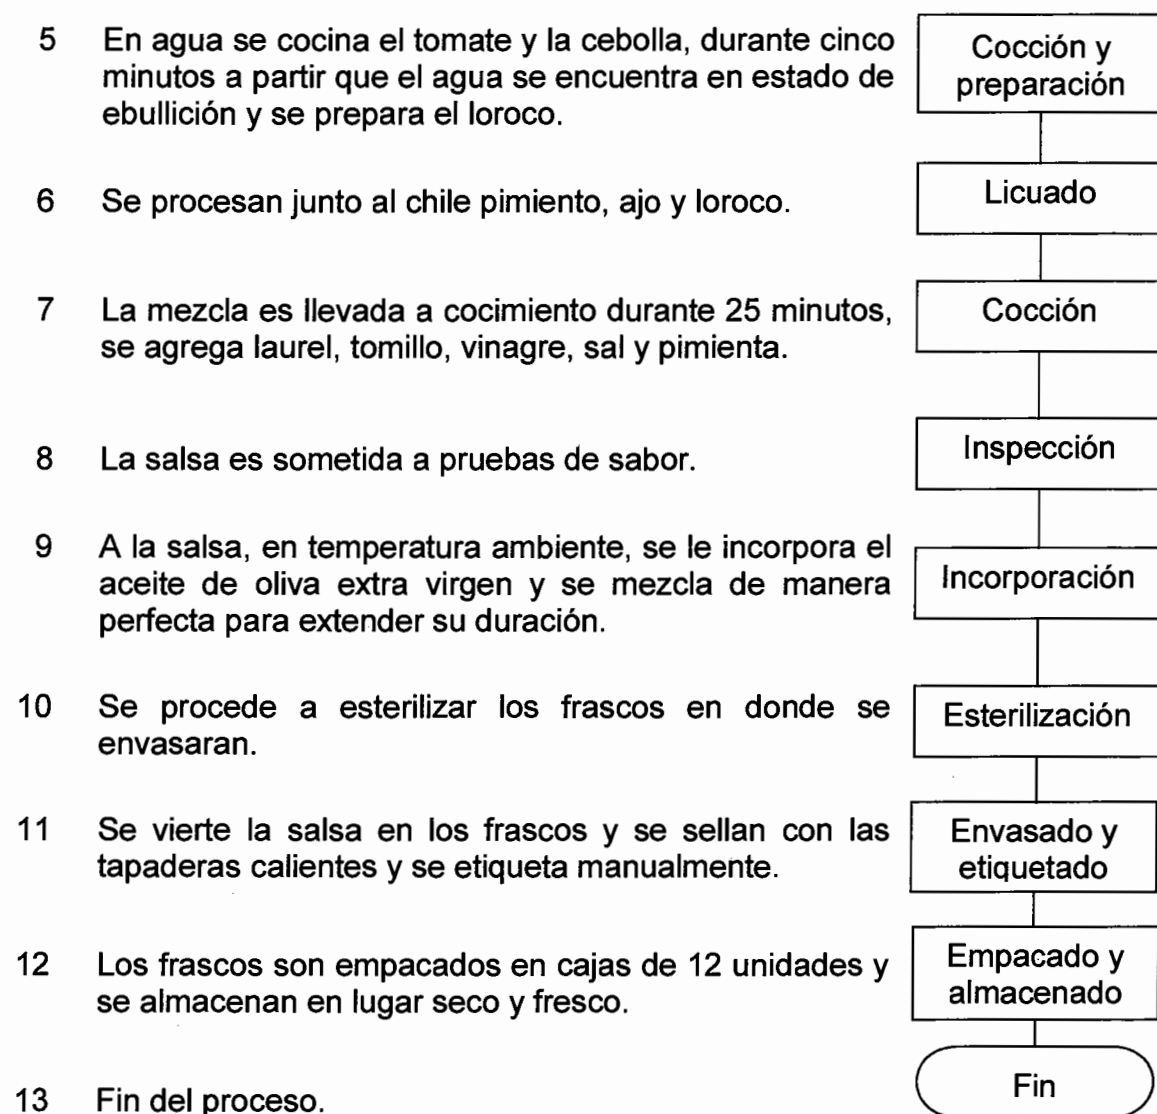 5 En agua se cocina el tomate y la cebolla, durante cinco
minutos a partir que el agua se encuentra en estado de
ebullición y se prepara el loroco.
Cocción y
preparación
6 Se procesan junto al chile pimiento, ajo y loroco.
Licuado
7 La mezcla es llevada a cocimiento durante 25 minutos,
se agrega laurel, tomillo, vinagre, sal y pimienta.
Cocción
8 La salsa es sometida a pruebas de sabor.
Inspección
9 A la salsa, en temperatura ambiente, se le incorpora el
aceite de oliva extra virgen y se mezcla de manera
perfecta para extender su duración.
Incorporación
10 Se procede a esterilizar los frascos en donde se
envasaran.
Esterilización
11 Se vierte la salsa en los frascos y se sellan con las
tapaderas calientes y se etiqueta manualmente.
Envasado y
etiquetado
12 Los frascos son empacados en cajas de 12 unidades y
se almacenan en lugar seco y fresco.
Empacado y
almacenado
13 Fin del proceso.
Fin